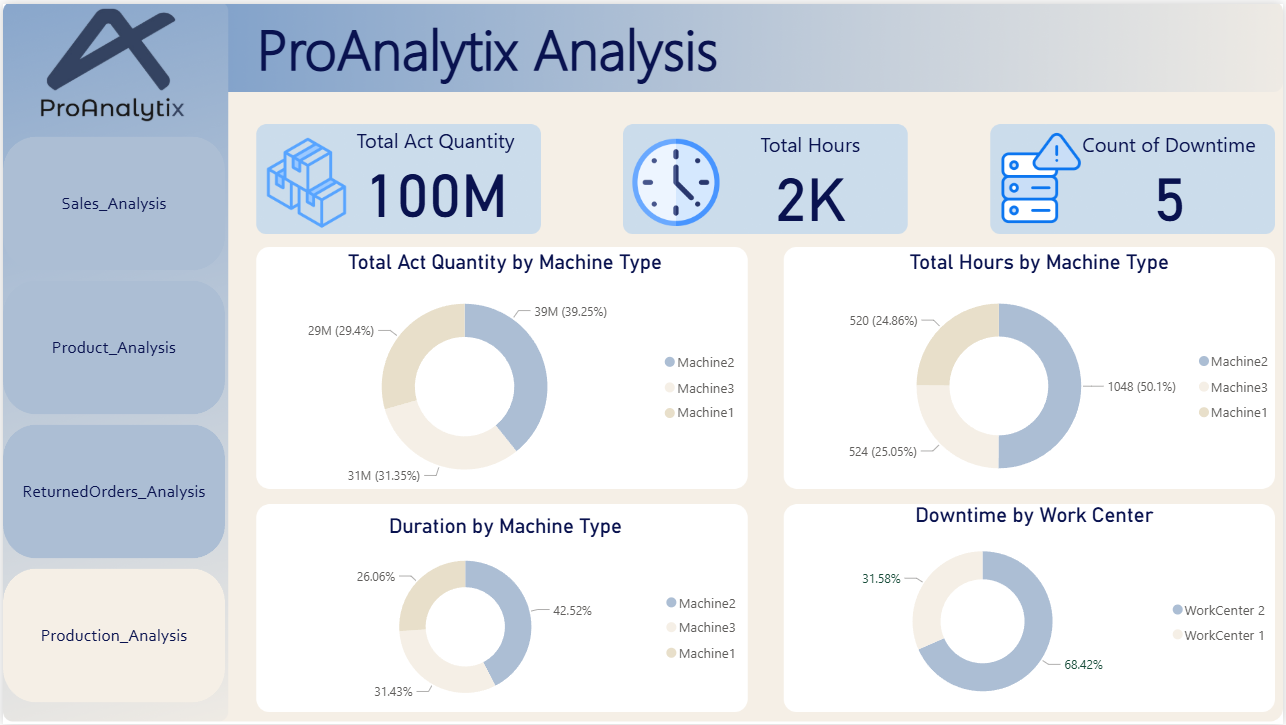 ProAnalytix
Sales_Analysis
Product_Analysis
ReturnedOrders_Analysis
Production_Analysis
ProAnalytix Analysis
Total Act Quantity
100M
Total Hours
2K
Count of Downtime
5
Total Act Quantity by Machine Type
39M (39.25%)
29M (29.4%)
31M (31.35%)
Machine2
Machine3
Machine1
Total Hours by Machine Type
520 (24.86%)
1048 (50.1%)
524 (25.05%)
Machine2
Machine3
Machine1
Duration by Machine Type
26.06%
42.52%
31.43%
Machine2
Machine3
Machine1
Downtime by Work Center
31.58%
68.42%
WorkCenter 2
WorkCenter 1